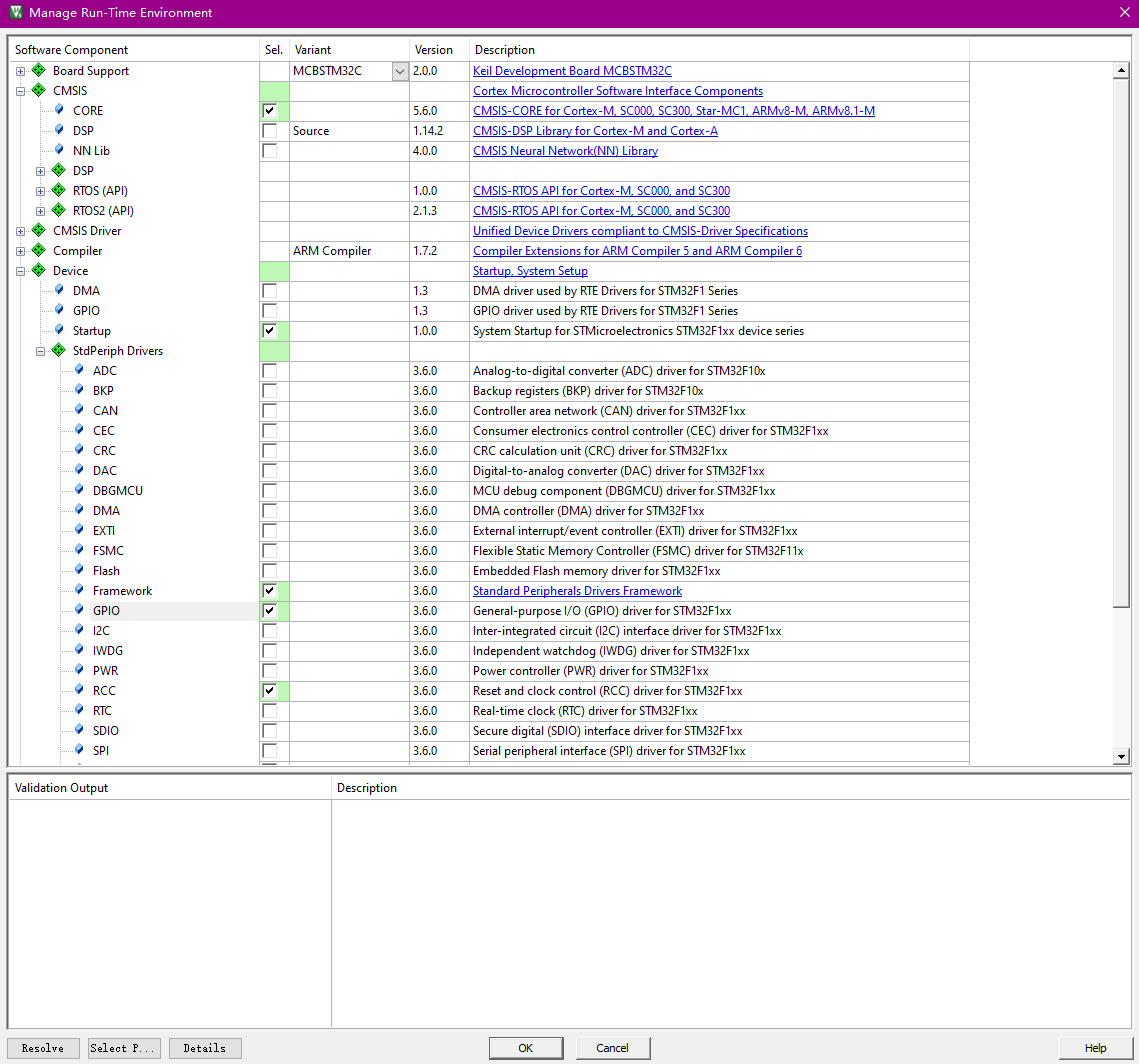 Manage Run-Time Environment
Software Component Sel. Variant Version Description
Board Support MCBSTM32C 2.0.0 Keil Development Board MCBSTM32C
CMSIS Cortex Microcontroller Software Interface Components
CORE 5.6.0 CMSIS-CORE for Cortex-M, SC000, SC300, Star-MC1, ARMv8-M, ARMv8.1-M
DSP Source 1.14.2 CMSIS-DSP Library for Cortex-M and Cortex-A
NN Lib 4.0.0 CMSIS Neural Network(NN) Library
DSP
RTOS (API) 1.0.0 CMSIS-RTOS API for Cortex-M, SC000, and SC300
RTOS2 (API) 2.1.3 CMSIS-RTOS API for Cortex-M, SC000, and SC300
CMSIS Driver Unified Device Drivers compliant to CMSIS-Driver Specifications
Compiler ARM Compiler 1.7.2 Compiler Extensions for ARM Compiler 5 and ARM Compiler 6
Device Startup, System Setup
DMA 1.3 DMA driver used by RTE Drivers for STM32F1 Series
GPIO 1.3 GPIO driver used by RTE Drivers for STM32F1 Series
Startup 1.0.0 System Startup for STMicroelectronics STM32F1xx device series
StdPeriph Drivers
ADC 3.6.0 Analog-to-digital converter (ADC) driver for STM32F10x
BKP 3.6.0 Backup registers (BKP) driver for STM32F10x
CAN 3.6.0 Controller area network (CAN) driver for STM32F1xx
CEC 3.6.0 Consumer electronics control controller (CEC) driver for STM32F1xx
CRC 3.6.0 CRC calculation unit (CRC) driver for STM32F1xx
DAC 3.6.0 Digital-to-analog converter (DAC) driver for STM32F1xx
DBGMCU 3.6.0 MCU debug component (DBGMCU) driver for STM32F1xx
DMA 3.6.0 DMA controller (DMA) driver for STM32F1xx
EXTI 3.6.0 External interrupt/event controller (EXTI) driver for STM32F1xx
FSMC 3.6.0 Flexible Static Memory Controller (FSMC) driver for STM32F11x
Flash 3.6.0 Embedded Flash memory driver for STM32F1xx
Framework 3.6.0 Standard Peripherals Drivers Framework
GPIO 3.6.0 General-purpose I/O (GPIO) driver for STM32F1xx
I2C 3.6.0 Inter-integrated circuit (I2C) interface driver for STM32F1xx
IWDG 3.6.0 Independent watchdog (IWDG) driver for STM32F1xx
PWR 3.6.0 Power controller (PWR) driver for STM32F1xx
RCC 3.6.0 Reset and clock control (RCC) driver for STM32F1xx
RTC 3.6.0 Real-time clock (RTC) driver for STM32F1xx
SDIO 3.6.0 Secure digital (SDIO) interface driver for STM32F1xx
SPI 3.6.0 Serial peripheral interface (SPI) driver for STM32F1xx
Validation Output Description
Resolve Select P... Details OK Cancel Help